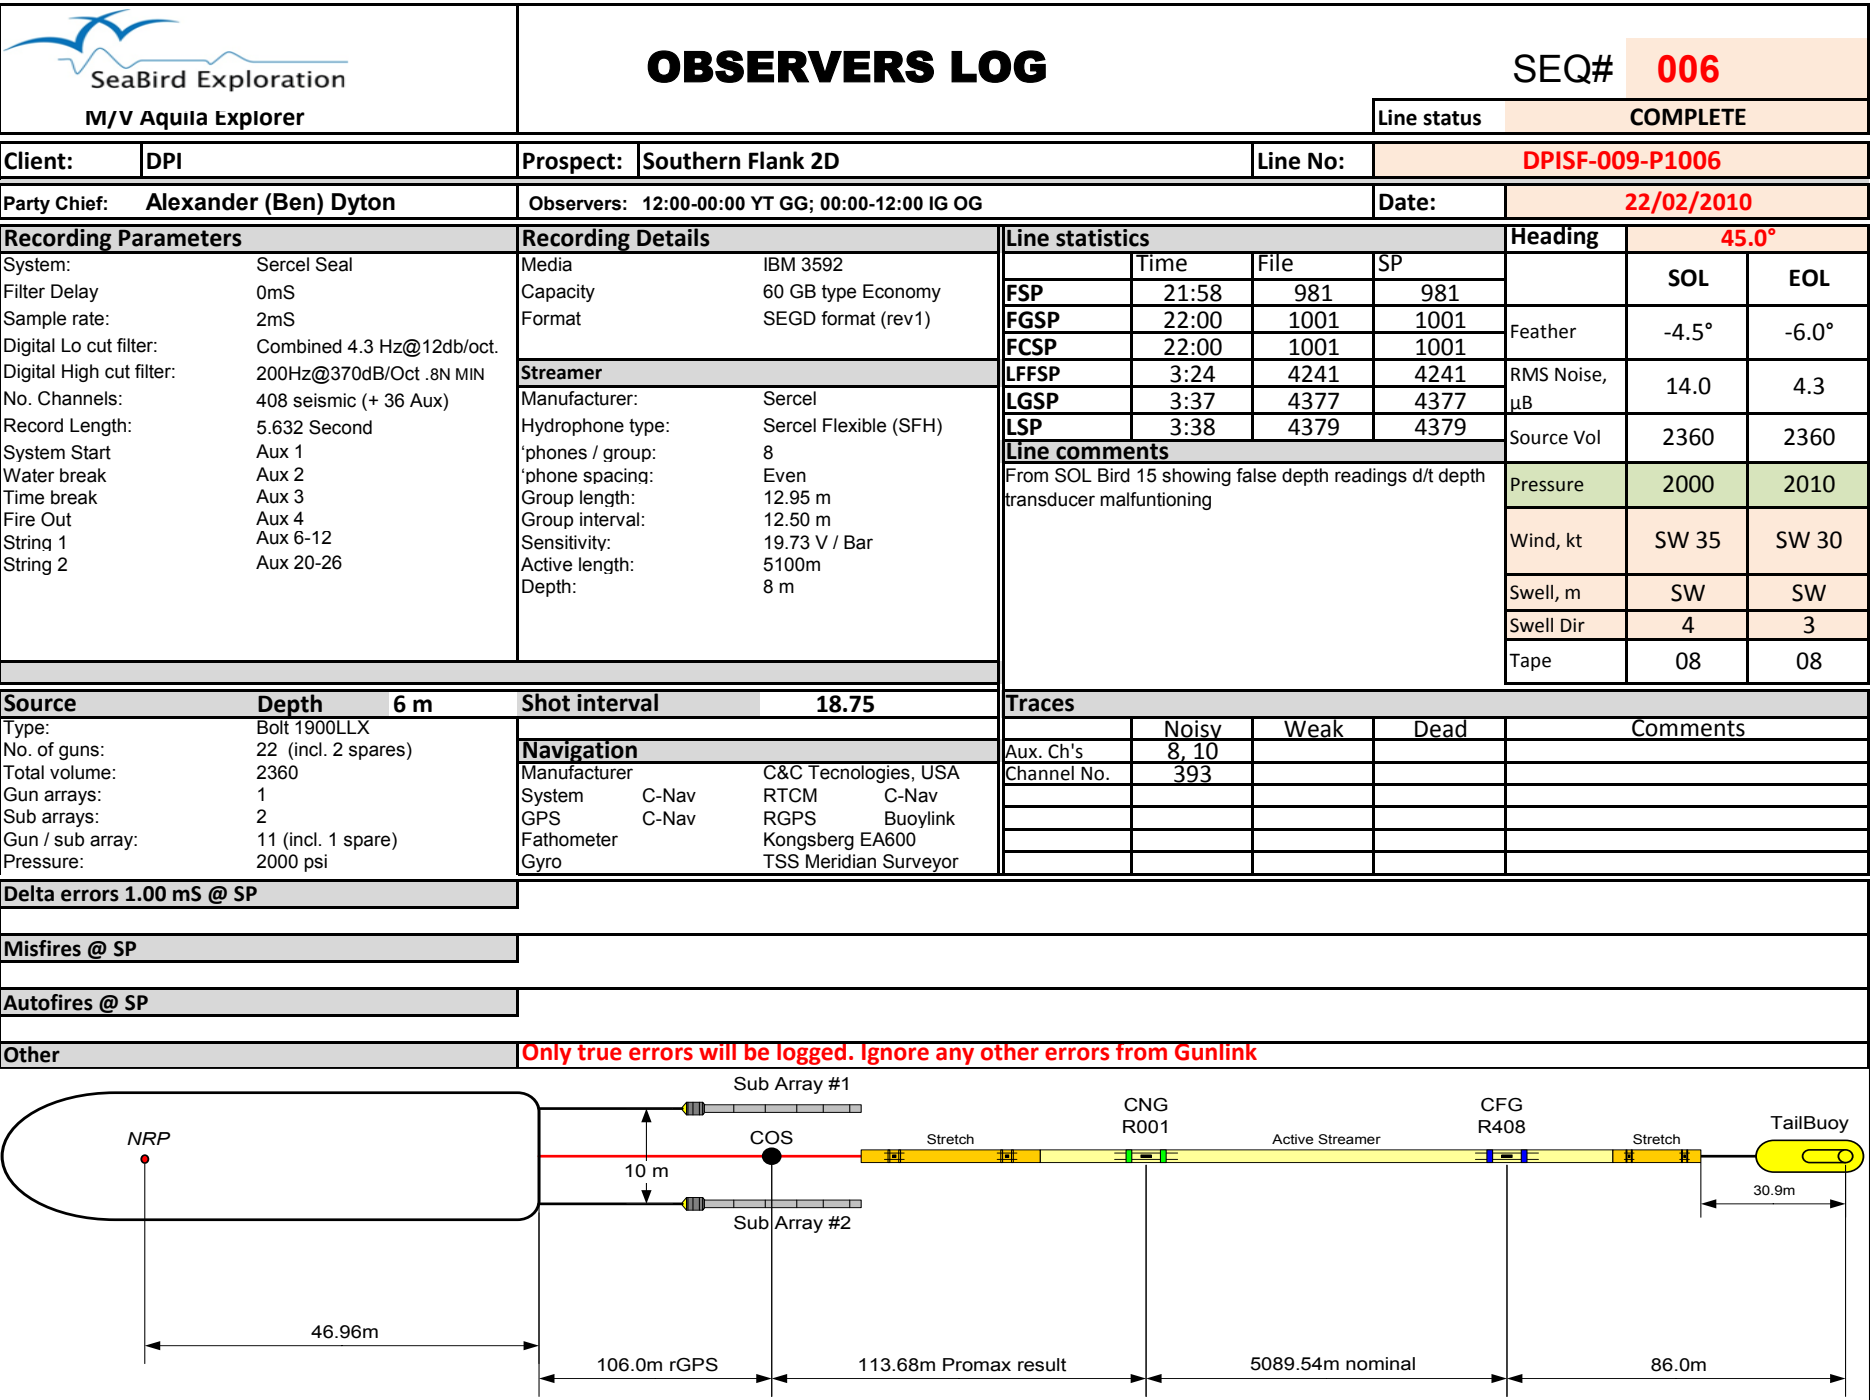 SeaBird Exploration
M/V Aquila Explorer
OBSERVERS LOG
SEQ# 006
Line status COMPLETE
Client: DPI Prospect: Southern Flank 2D Line No: DPISF-009-P1006
Party Chief: Alexander (Ben) Dyton Observers: 12:00-00:00 YT GG; 00:00-12:00 IG OG Date: 22/02/2010
Recording Parameters
System: Sercel Seal
Filter Delay 0mS
Sample rate: 2mS
Digital Lo cut filter: Combined 4.3 Hz@12db/oct.
Digital High cut filter: 200Hz@370dB/Oct .8N MIN
No. Channels: 408 seismic (+ 36 Aux)
Record Length: 5.632 Second
System Start Aux 1
Water break Aux 2
Time break Aux 3
Fire Out Aux 4
String 1 Aux 6-12
String 2 Aux 20-26
Recording Details
Media IBM 3592
Capacity 60 GB type Economy
Format SEGD format (rev1)
Streamer
Manufacturer: Sercel
Hydrophone type: Sercel Flexible (SFH)
'phones / group: 8
'phone spacing: Even
Group length: 12.95 m
Group interval: 12.50 m
Sensitivity: 19.73 V / Bar
Active length: 5100m
Depth: 8 m
Line statistics
Time File SP
FSP 21:58 981 981
FGSP 22:00 1001 1001
FCSP 22:00 1001 1001
LFFSP 3:24 4241 4241
LGSP 3:37 4377 4377
LSP 3:38 4379 4379
Line comments
From SOL Bird 15 showing false depth readings d/t depth
transducer malfuntioning
Heading 45.0°
SOL EOL
Feather -4.5° -6.0°
RMS Noise, µB 14.0 4.3
Source Vol 2360 2360
Pressure 2000 2010
Wind, kt SW 35 SW 30
Swell, m SW SW
Swell Dir 4 3
Tape 08 08
Source Depth 6 m Shot interval 18.75
Type: Bolt 1900LLX
No. of guns: 22 (incl. 2 spares)
Total volume: 2360
Gun arrays: 1
Sub arrays: 2
Gun / sub array: 11 (incl. 1 spare)
Pressure: 2000 psi
Navigation
Manufacturer C&C Tecnologies, USA
System C-Nav RTCM C-Nav
GPS C-Nav RGPS Buoylink
Fathometer Kongsberg EA600
Gyro TSS Meridian Surveyor
Traces
Noisy Weak Dead Comments
Aux. Ch's 8, 10
Channel No. 393
Delta errors 1.00 mS @ SP
Misfires @ SP
Autofires @ SP
Other Only true errors will be logged. Ignore any other errors from Gunlink
Sub Array #1
NRP
COS
10 m
Sub Array #2
Stretch
CNG
R001
Active Streamer
CFG
R408
Stretch
TailBuoy
30.9m
46.96m
106.0m rGPS
113.68m Promax result
5089.54m nominal
86.0m